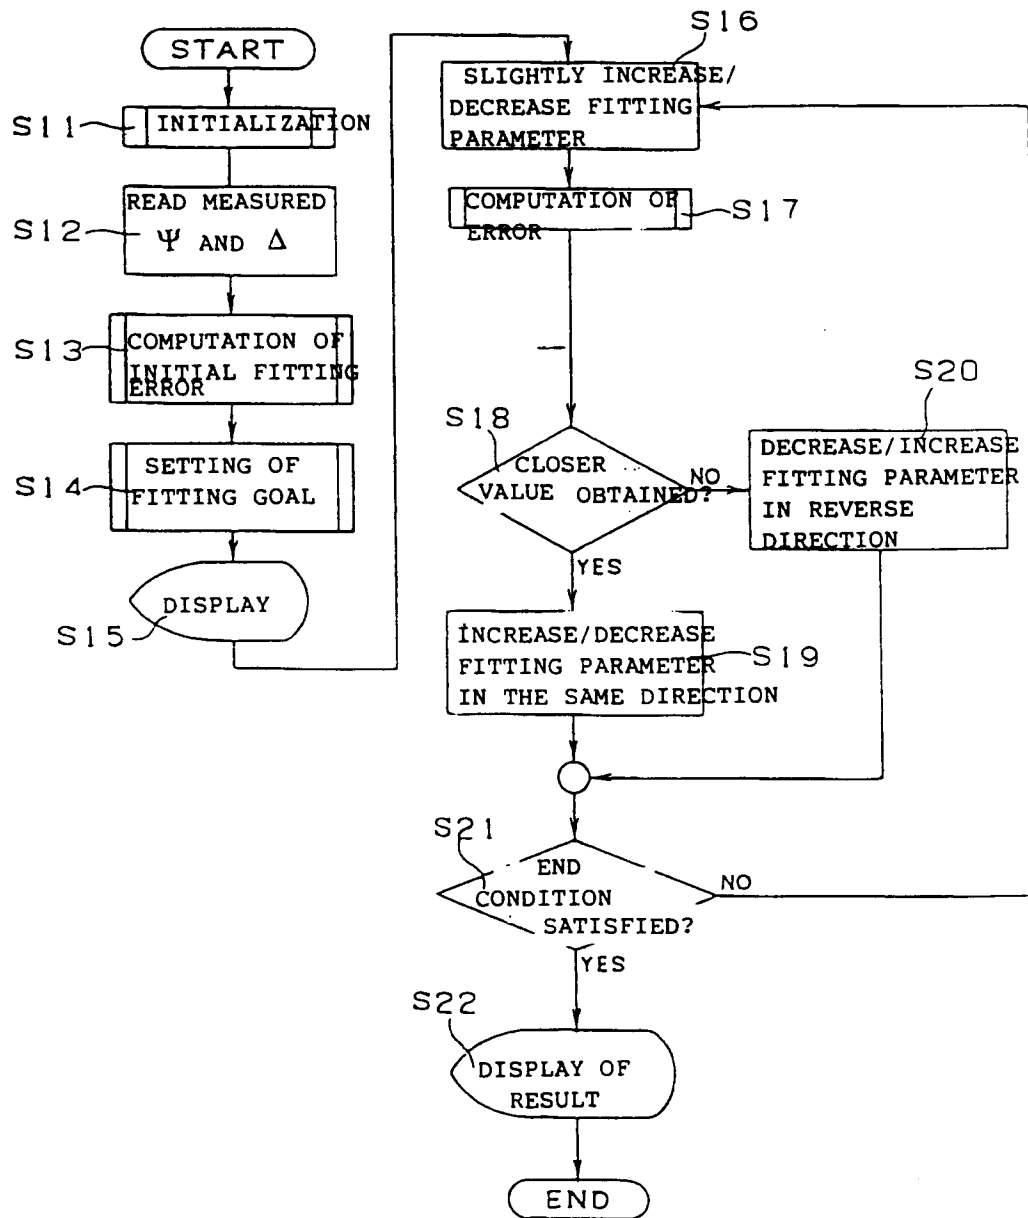 START
S11
INITIALIZATION
S12
READ MEASURED
Ψ AND Δ
S13
COMPUTATION OF
INITIAL FITTING
ERROR
S14
SETTING OF
FITTING GOAL
S15
DISPLAY
S16
SLIGHTLY INCREASE/
DECREASE FITTING
PARAMETER
S17
COMPUTATION OF
ERROR
S18
CLOSER
VALUE OBTAINED?
NO
YES
S20
DECREASE/INCREASE
FITTING PARAMETER
IN REVERSE
DIRECTION
S19
INCREASE/DECREASE
FITTING PARAMETER
IN THE SAME DIRECTION
S21
END
CONDITION
SATISFIED?
NO
YES
S22
DISPLAY OF
RESULT
END